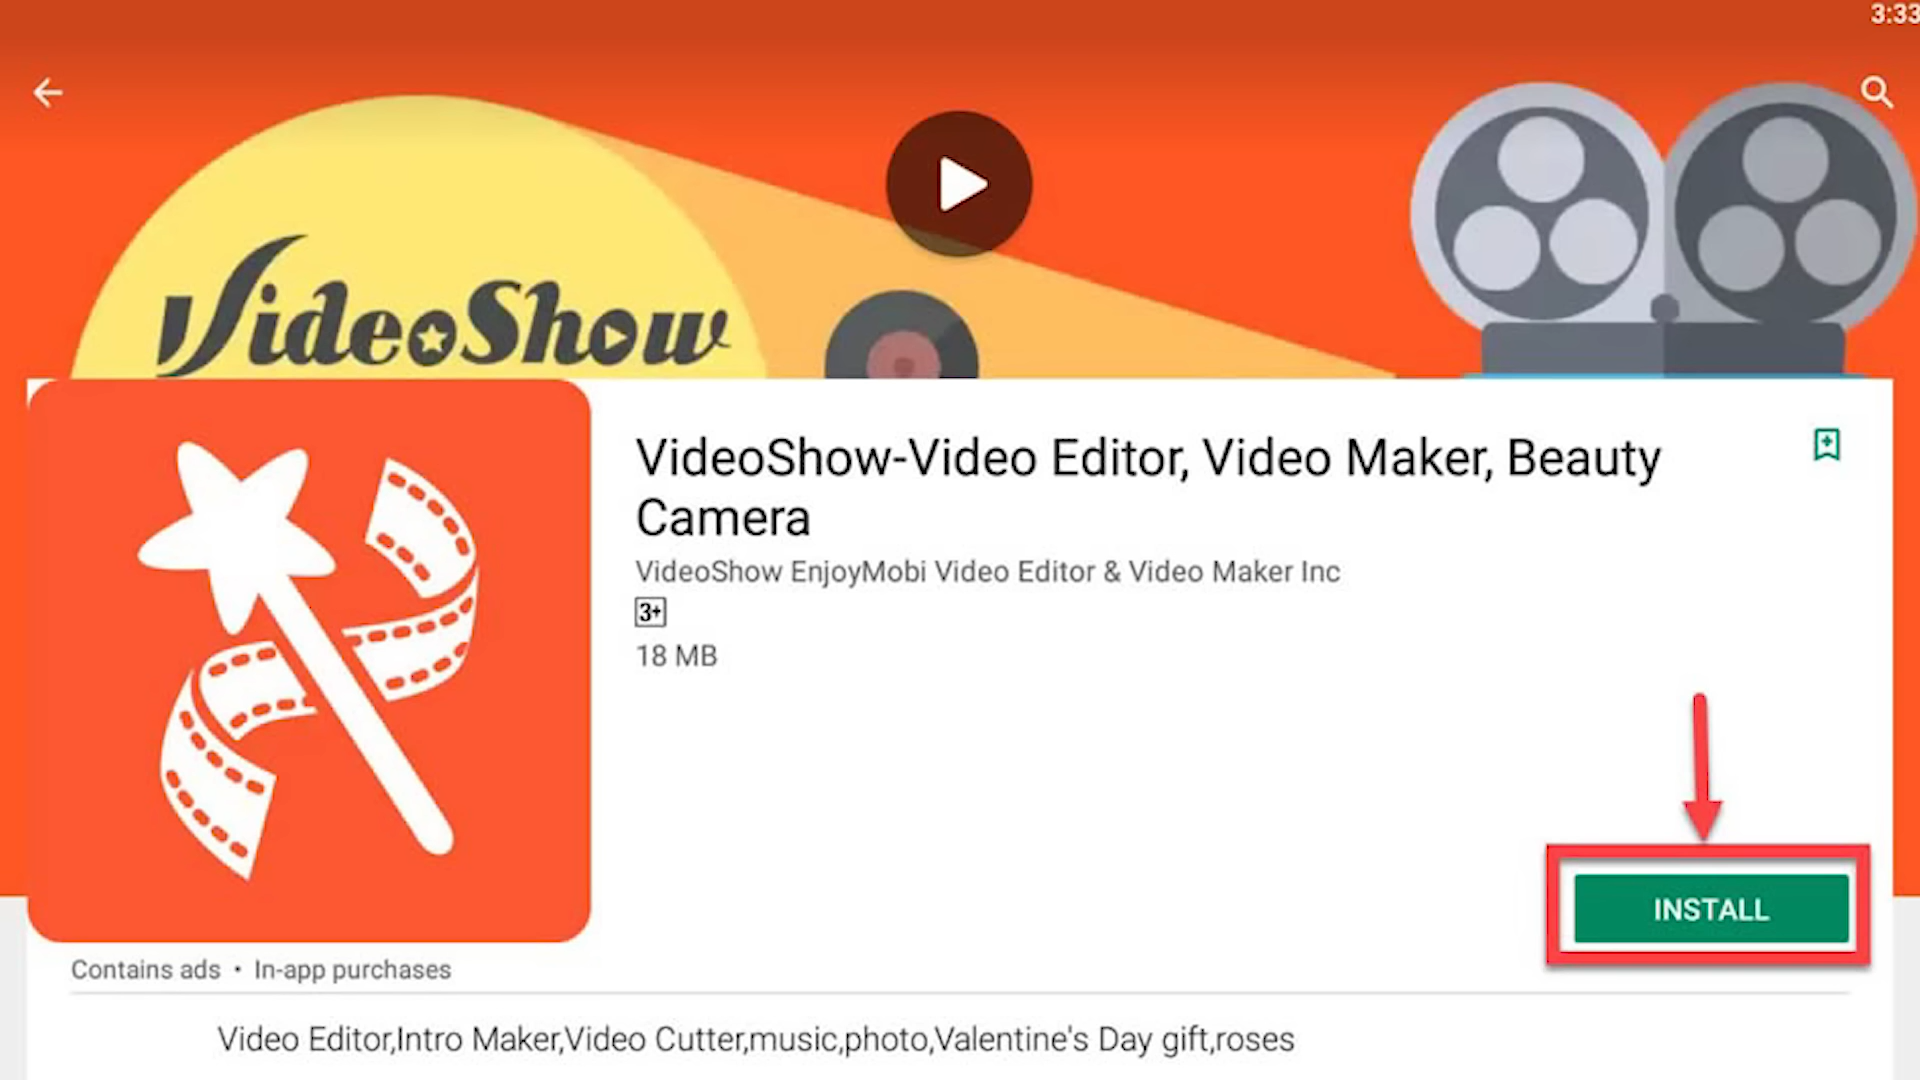 3:33
VideoShow
VideoShow-Video Editor, Video Maker, Beauty
Camera
VideoShow EnjoyMobi Video Editor & Video Maker Inc
3+
18 MB
INSTALL
Contains ads • In-app purchases
Video Editor,Intro Maker,Video Cutter,music,photo,Valentine's Day gift,roses